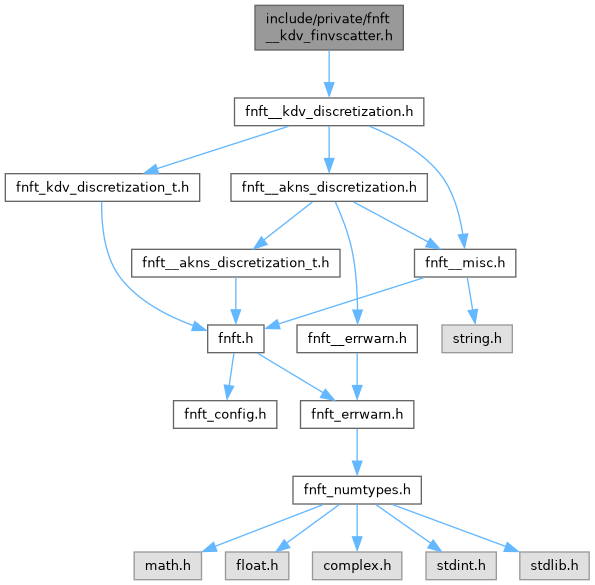 include/private/fnft
__kdv_finvscatter.h
fnft__kdv_discretization.h
fnft_kdv_discretization_t.h
fnft__akns_discretization.h
fnft__akns_discretization_t.h
fnft__misc.h
fnft.h
fnft__errwarn.h
string.h
fnft_config.h
fnft_errwarn.h
fnft_numtypes.h
math.h
float.h
complex.h
stdint.h
stdlib.h